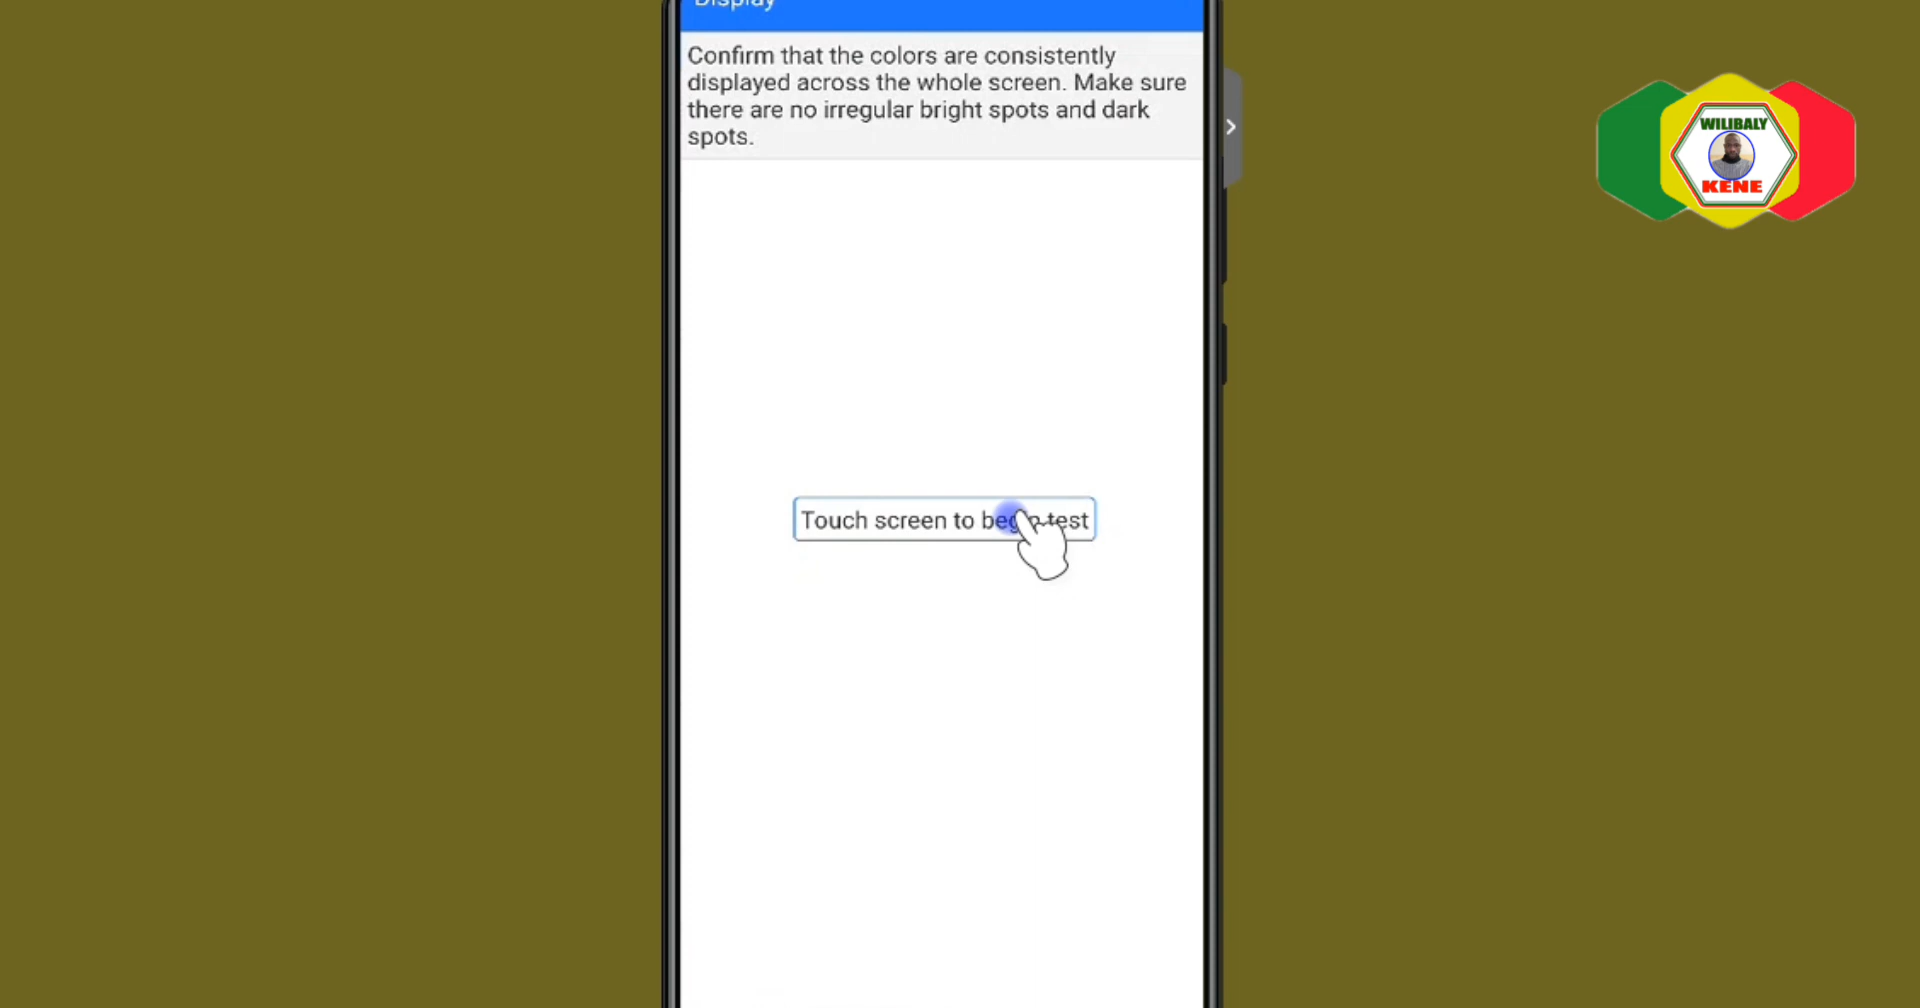 Display
Confirm that the colors are consistently
displayed across the whole screen. Make sure
there are no irregular bright spots and dark
spots.
WILIBALY
KENE
Touch screen to begin test